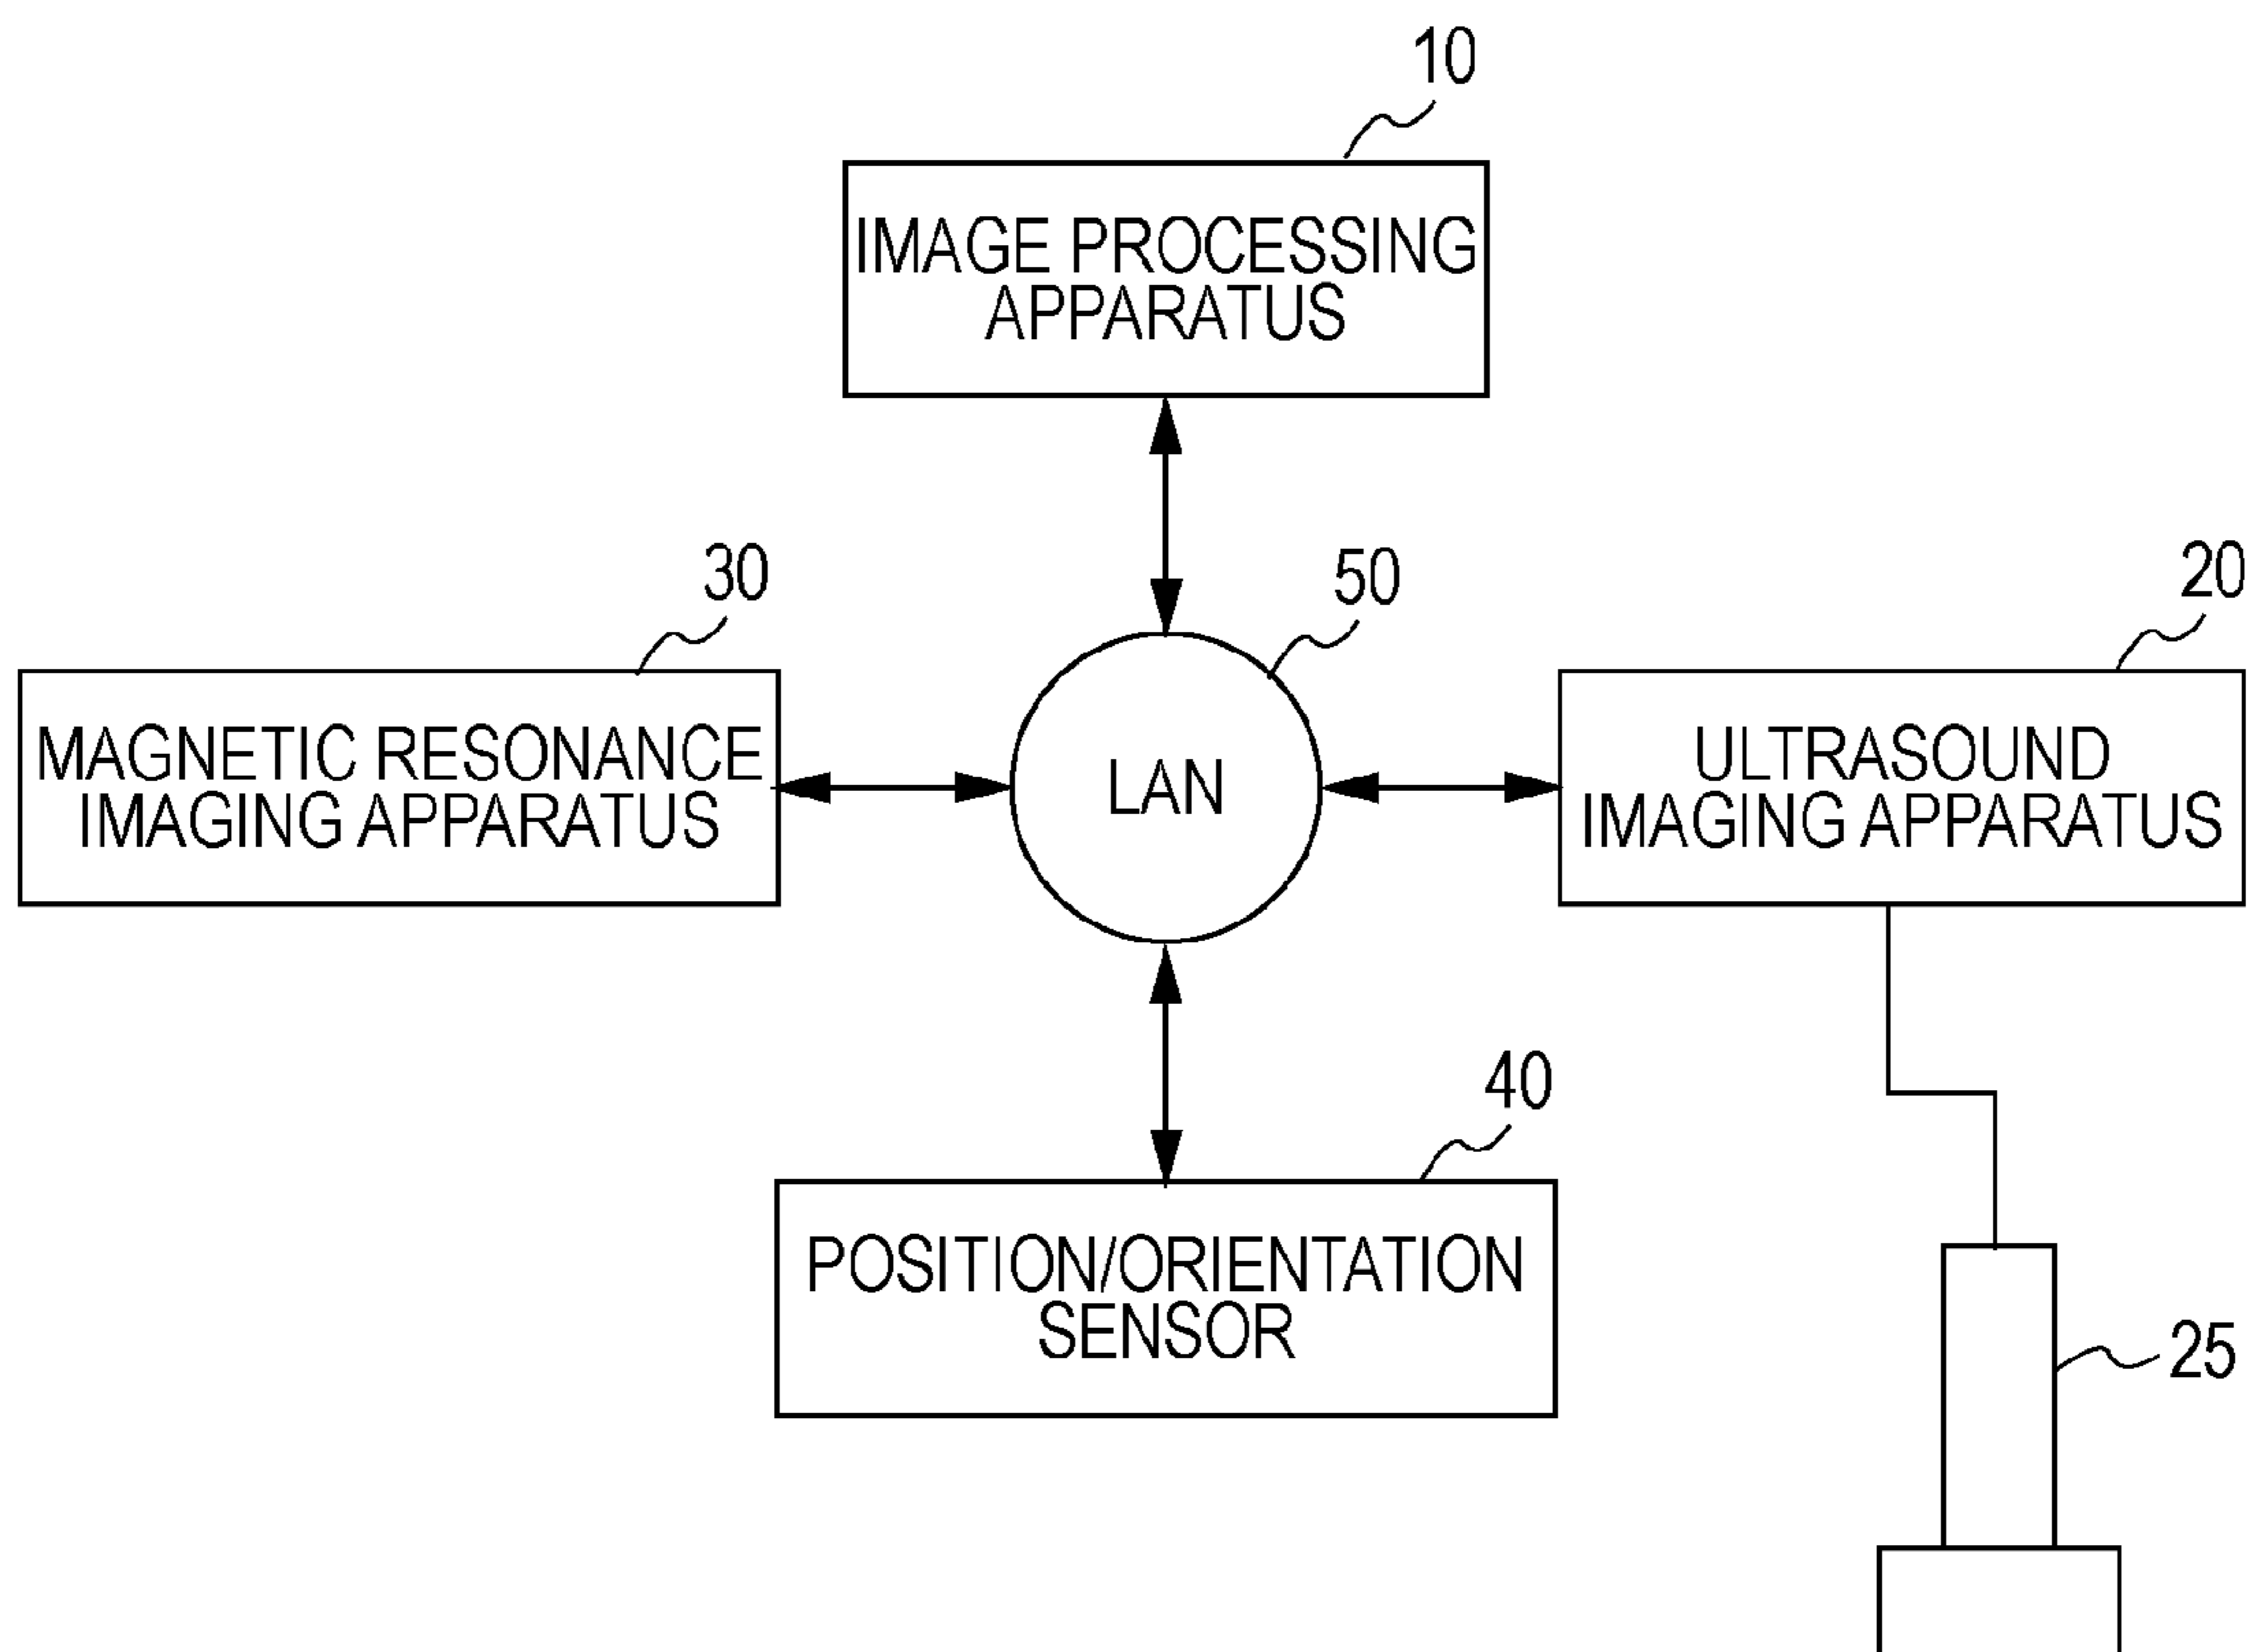 10
IMAGE PROCESSING
APPARATUS
30
50
20
MAGNETIC RESONANCE
IMAGING APPARATUS
LAN
ULTRASOUND
IMAGING APPARATUS
40
POSITION/ORIENTATION
SENSOR
25